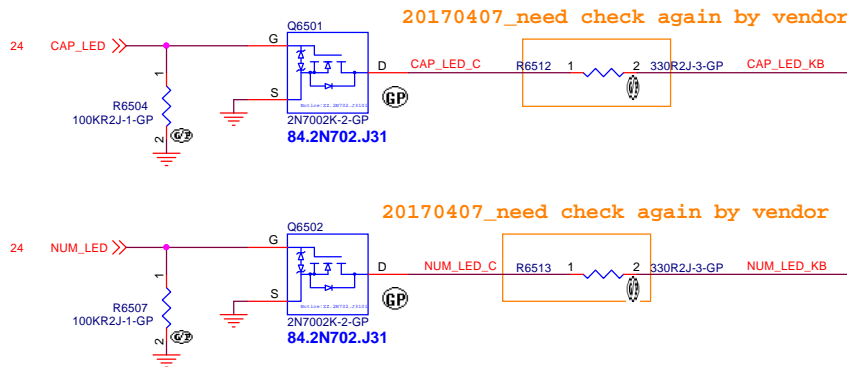 20170407_need check again by vendor
Q6501
24 CAP_LED G
D CAP_LED_C R6512 1 2 330R2J-3-GP CAP_LED_KB
1
R6504
100KR2J-1-GP
2
S
GP
G/P
G/P
2N7002K-2-GP
84.2N702.J31
20170407_need check again by vendor
Q6502
24 NUM_LED G
D NUM_LED_C R6513 1 2 330R2J-3-GP NUM_LED_KB
1
R6507
100KR2J-1-GP
2
S
GP
G/P
G/P
2N7002K-2-GP
84.2N702.J31